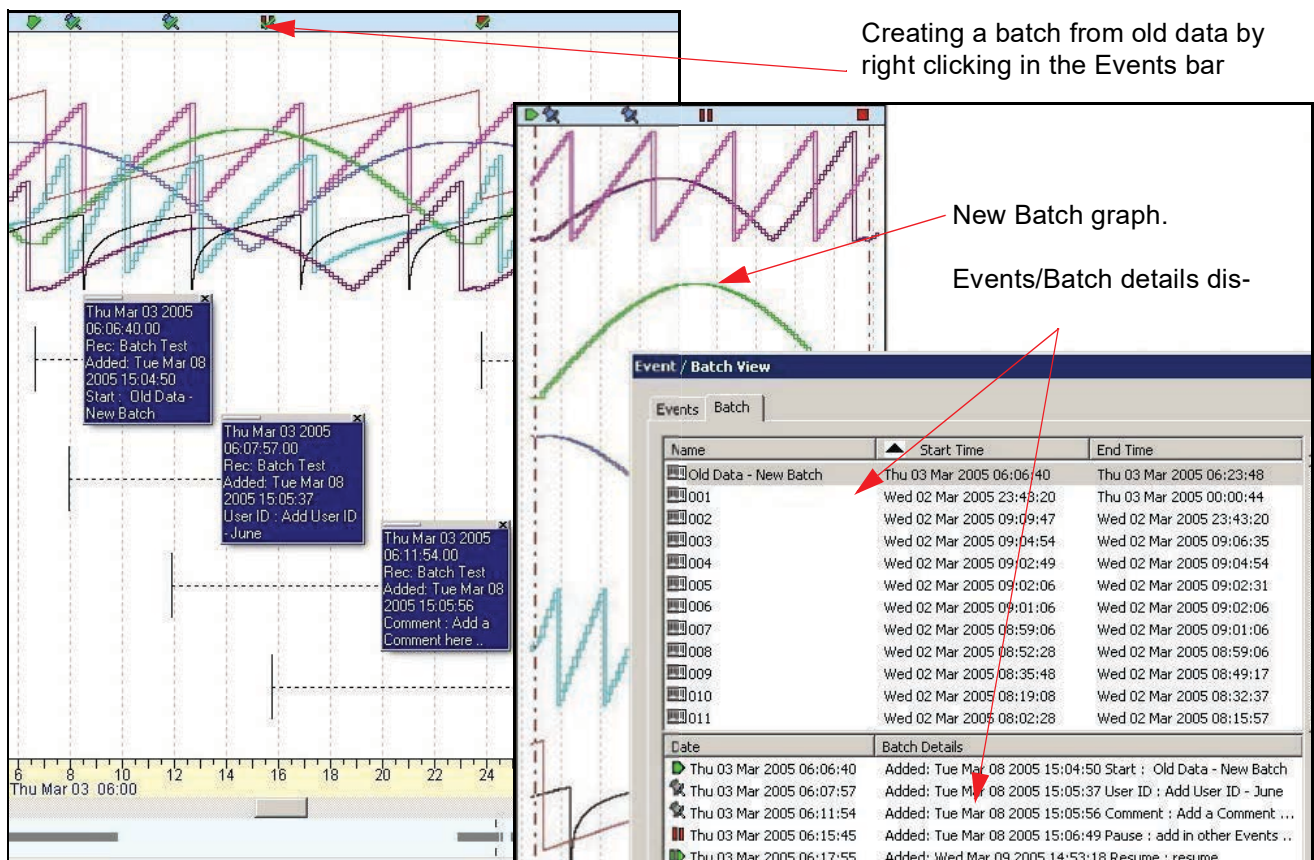 Creating a batch from old data by
right clicking in the Events bar
New Batch graph.
Events/Batch details dis-
Thu Mar 03 2005
06:06:40.00
Rec: Batch Test
Added: Tue Mar 08
2005 15:04:50
Start : Old Data -
New Batch
Thu Mar 03 2005
06:07:57.00
Rec: Batch Test
Added: Tue Mar 08
2005 15:05:37
User ID : Add User ID
- June
Thu Mar 03 2005
06:11:54.00
Rec: Batch Test
Added: Tue Mar 08
2005 15:05:56
Comment : Add a
Comment here ..
6 8 10 12 14 16 18 20 22 24
Thu Mar 03 06:00
Event / Batch View
Events Batch
Name Start Time End Time
Old Data - New Batch Thu 03 Mar 2005 06:06:40 Thu 03 Mar 2005 06:23:48
001 Wed 02 Mar 2005 23:43:20 Thu 03 Mar 2005 00:00:44
002 Wed 02 Mar 2005 09:09:47 Wed 02 Mar 2005 23:43:20
003 Wed 02 Mar 2005 09:04:54 Wed 02 Mar 2005 09:06:35
004 Wed 02 Mar 2005 09:02:49 Wed 02 Mar 2005 09:04:54
005 Wed 02 Mar 2005 09:02:06 Wed 02 Mar 2005 09:02:31
006 Wed 02 Mar 2005 09:01:06 Wed 02 Mar 2005 09:02:06
007 Wed 02 Mar 2005 08:59:06 Wed 02 Mar 2005 09:01:06
008 Wed 02 Mar 2005 08:52:28 Wed 02 Mar 2005 08:59:06
009 Wed 02 Mar 2005 08:35:48 Wed 02 Mar 2005 08:49:17
010 Wed 02 Mar 2005 08:19:08 Wed 02 Mar 2005 08:32:37
011 Wed 02 Mar 2005 08:02:28 Wed 02 Mar 2005 08:15:57
Date Batch Details
Thu 03 Mar 2005 06:06:40 Added: Tue Mar 08 2005 15:04:50 Start : Old Data - New Batch
Thu 03 Mar 2005 06:07:57 Added: Tue Mar 08 2005 15:05:37 User ID : Add User ID - June
Thu 03 Mar 2005 06:11:54 Added: Tue Mar 08 2005 15:05:56 Comment : Add a Comment ...
Thu 03 Mar 2005 06:15:45 Added: Tue Mar 08 2005 15:06:49 Pause : add in other Events ..
Thu 03 Mar 2005 06:17:55 Added: Wed Mar 09 2005 14:53:18 Resume : resume